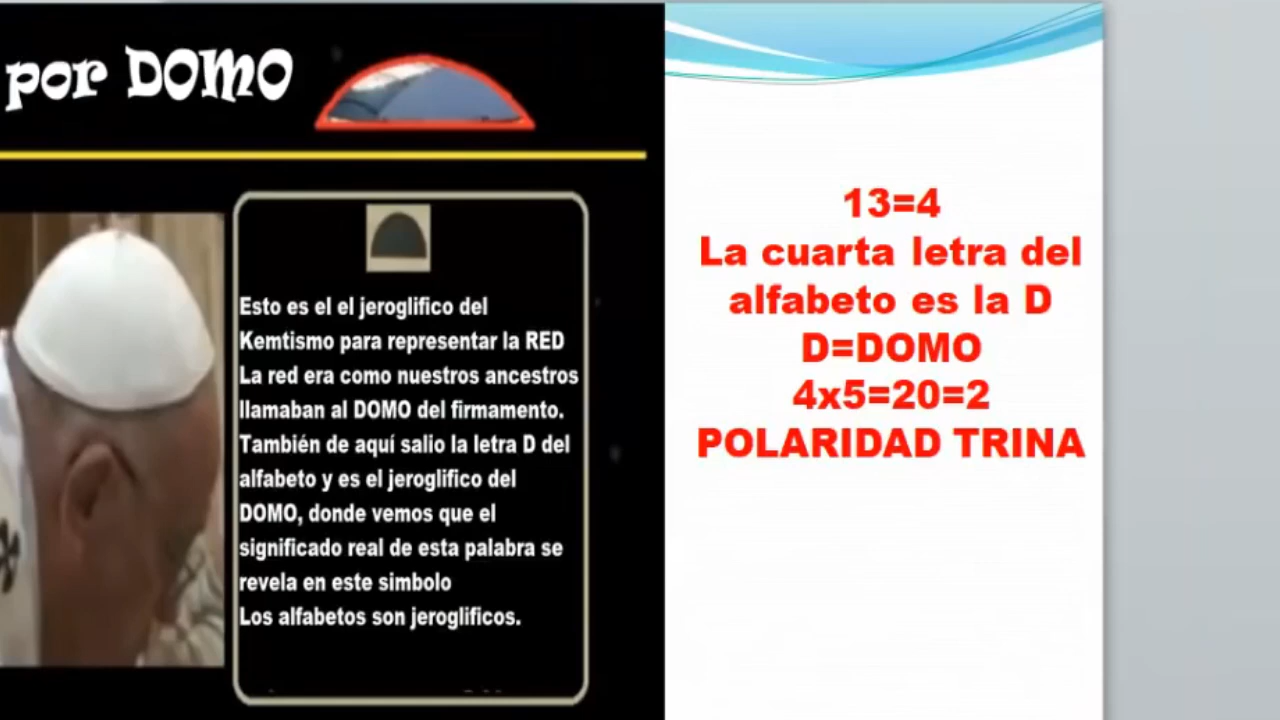 por DOMO
Esto es el el jeroglifico del
Kemtismo para representar la RED
La red era como nuestros ancestros
llamaban al DOMO del firmamento.
También de aquí salio la letra D del
alfabeto y es el jeroglifico del
DOMO, donde vemos que el
significado real de esta palabra se
revela en este simbolo
Los alfabetos son jeroglificos.
13=4
La cuarta letra del
alfabeto es la D
D=DOMO
4x5=20=2
POLARIDAD TRINA